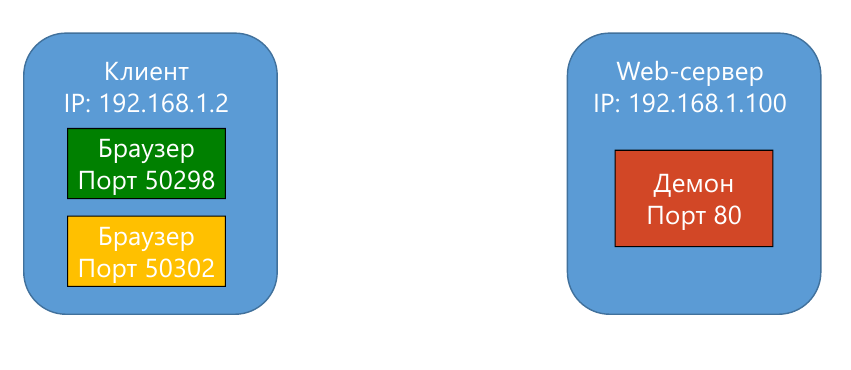 Клиент
IP: 192.168.1.2
Браузер
Порт 50298
Браузер
Порт 50302
Web-сервер
IP: 192.168.1.100
Демон
Порт 80